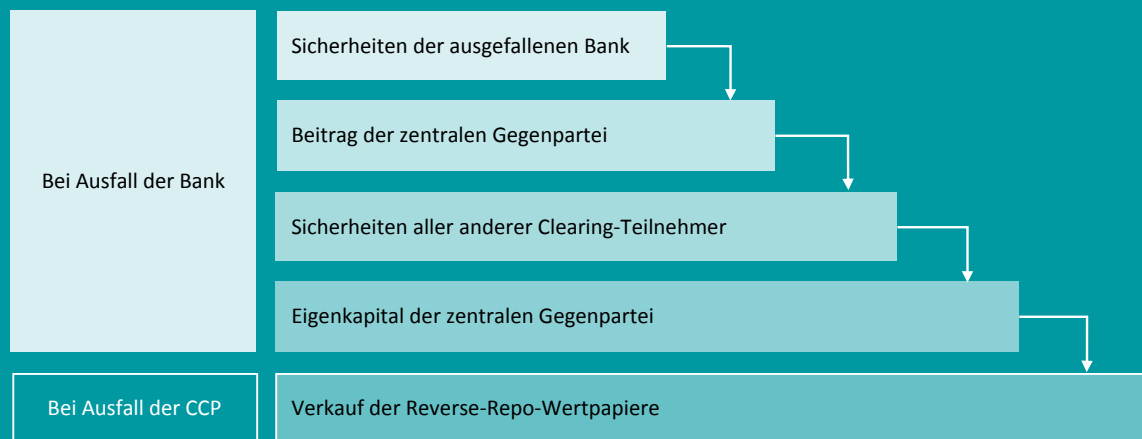 Sicherheiten der ausgefallenen Bank
Beitrag der zentralen Gegenpartei
Bei Ausfall der Bank
Sicherheiten aller anderer Clearing-Teilnehmer
Eigenkapital der zentralen Gegenpartei
Bei Ausfall der CCP
Verkauf der Reverse-Repo-Wertpapiere